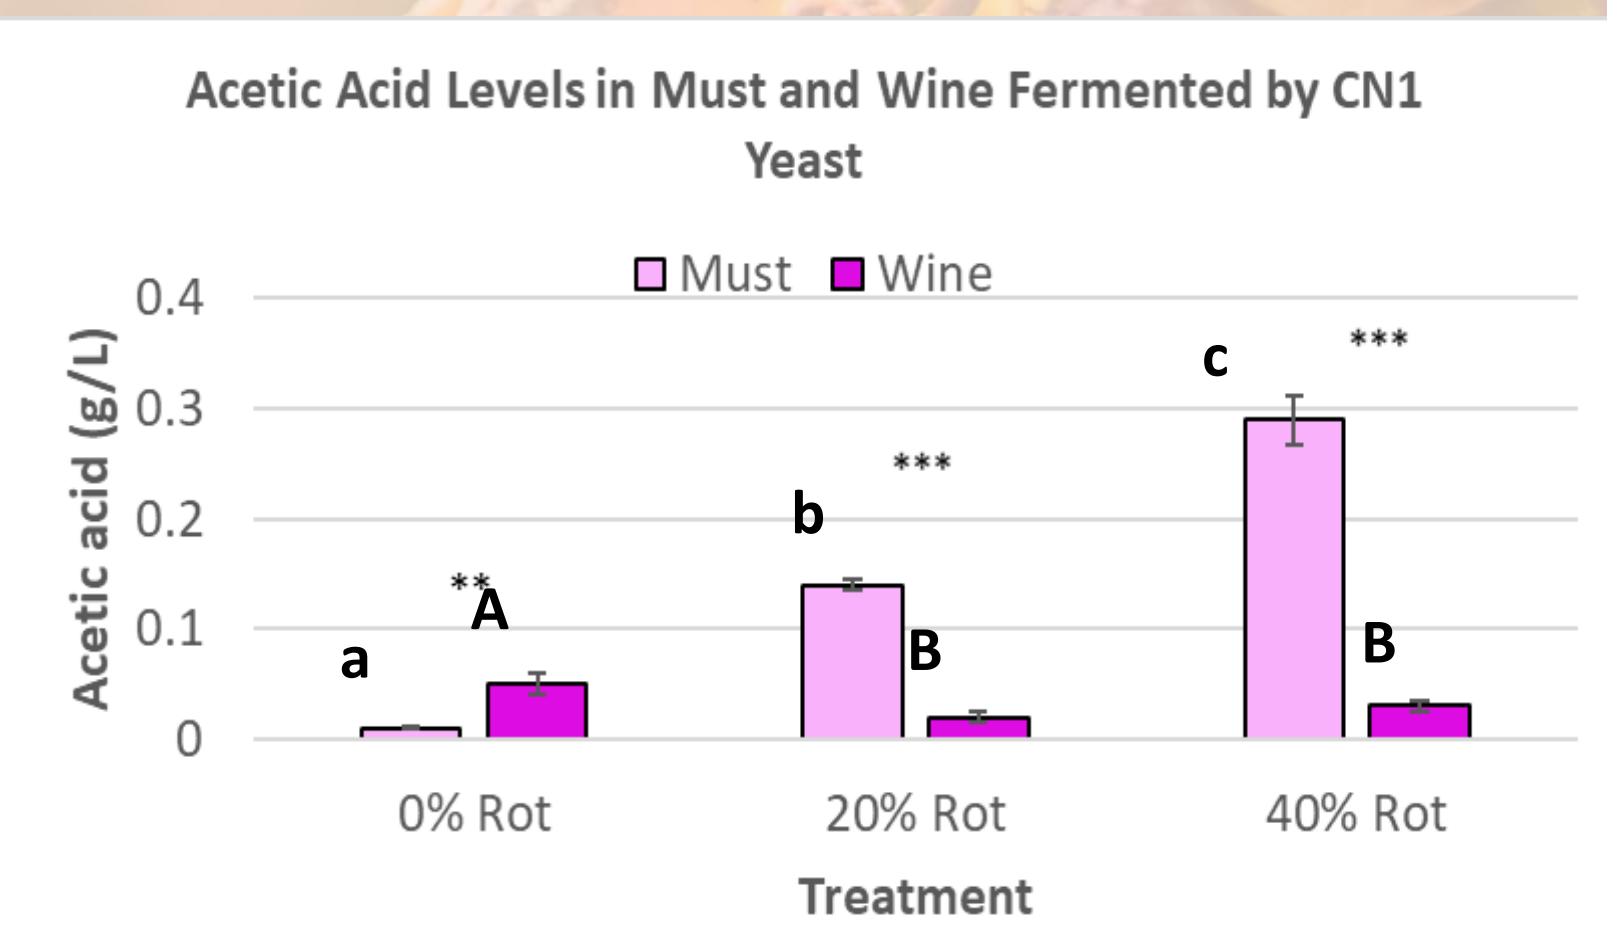 Acetic Acid Levels in Must and Wine Fermented by CN1
Yeast
Must Wine
Acetic acid (g/L)
0.4
0.3
0.2
0.1
0
a
**
A
b
***
B
c
***
B
0% Rot 20% Rot 40% Rot
Treatment